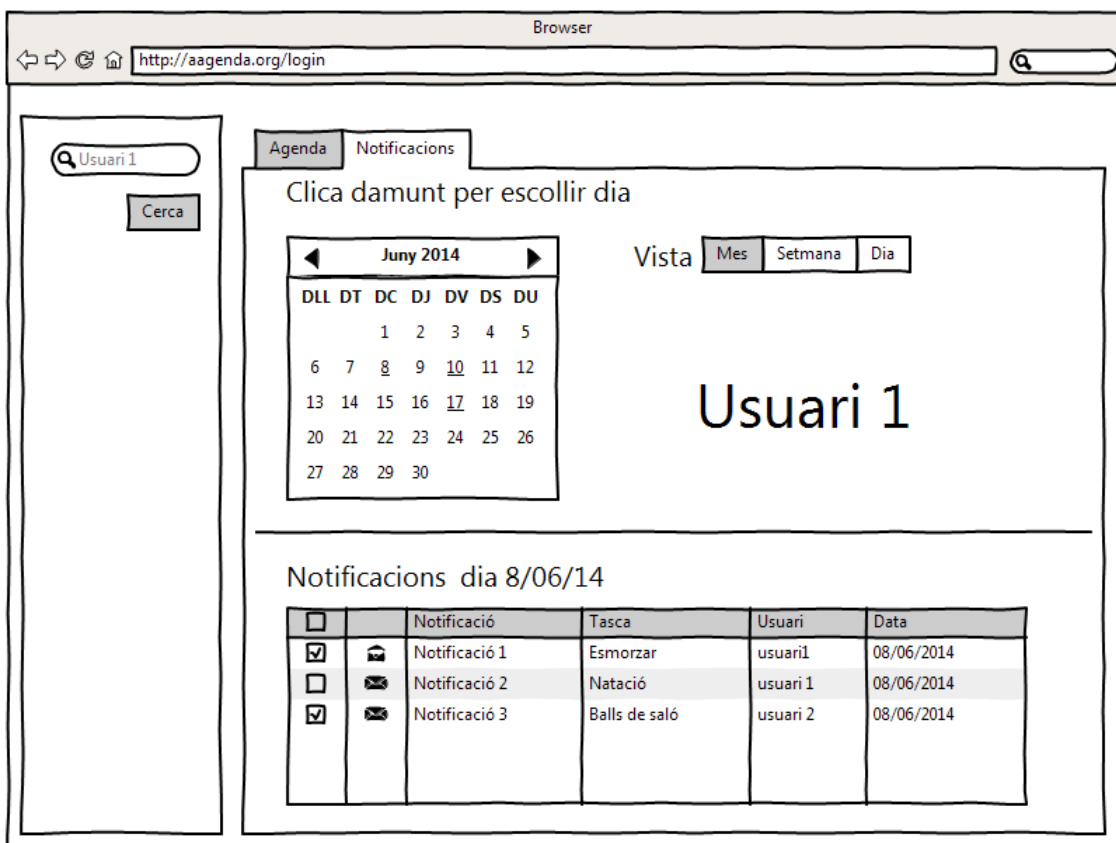 Browser
http://aagenda.org/login
Usuari 1
Cerca
Agenda Notificacions
Clica damunt per escollir dia
Juny 2014
DLL DT DC DJ DV DS DU
1 2 3 4 5
6 7 8 9 10 11 12
13 14 15 16 17 18 19
20 21 22 23 24 25 26
27 28 29 30
Vista Mes Setmana Dia
Usuari 1
Notificacions dia 8/06/14
Notificació Tasca Usuari Data
Notificació 1 Esmorzar usuari1 08/06/2014
Notificació 2 Natació usuari 1 08/06/2014
Notificació 3 Balls de saló usuari 2 08/06/2014